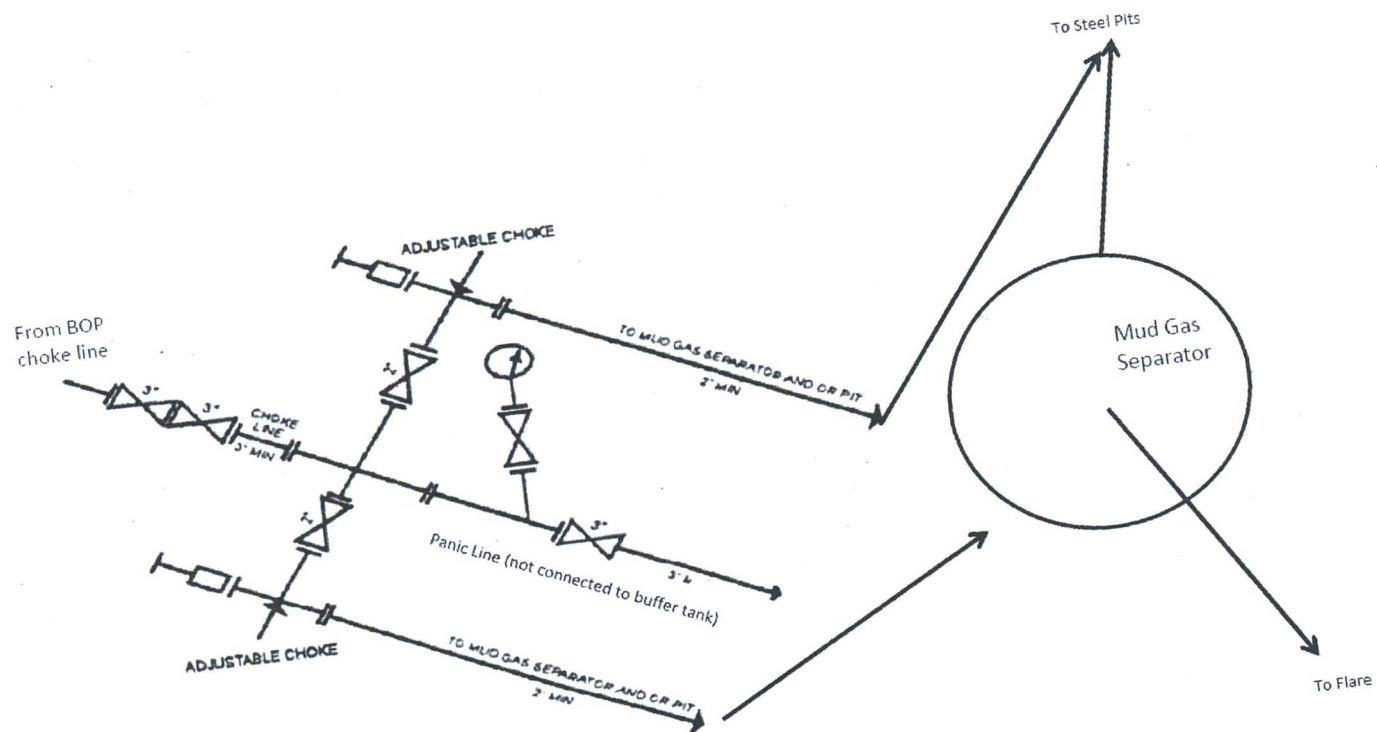 To Steel Pits
ADJUSTABLE CHOKE
From BOP
choke line
TO MUD GAS SEPARATOR AND OR PIT
2" MIN
Mud Gas
Separator
3"
3"
CHOKE
LINE
3" MIN
3"
Panic Line (not connected to buffer tank)
TO MUD GAS SEPARATOR AND OR PIT
2" MIN
ADJUSTABLE CHOKE
To Flare